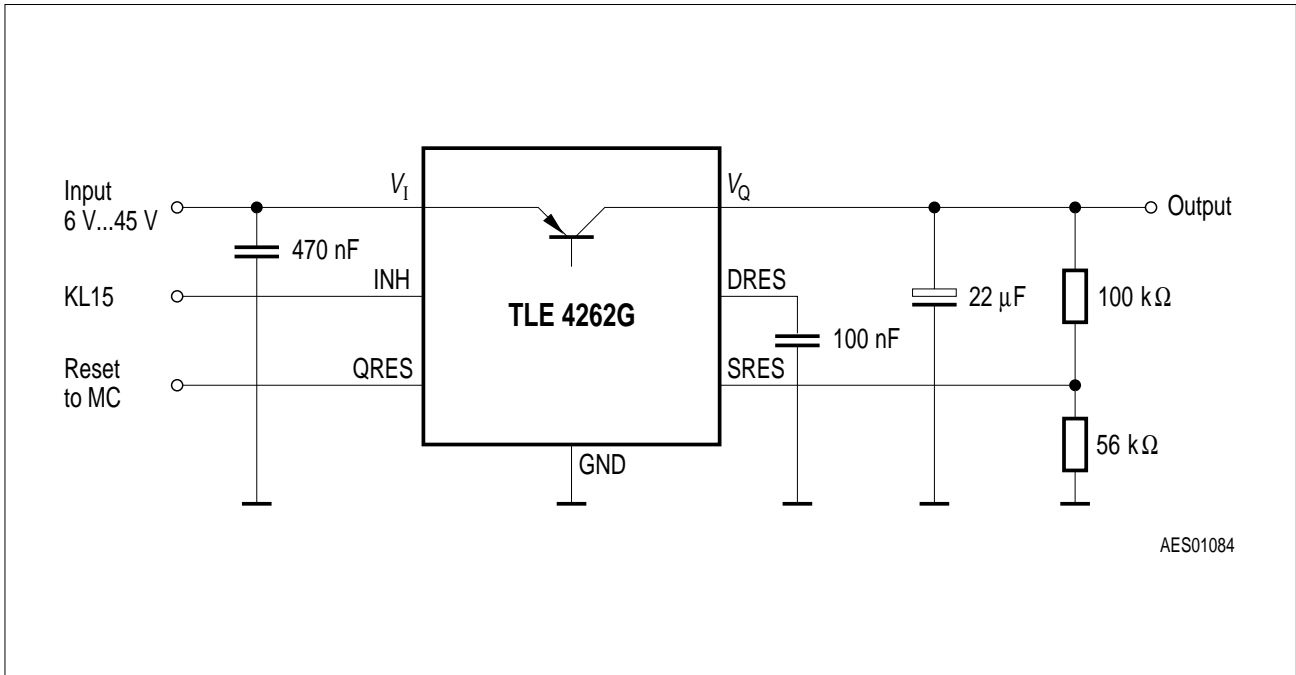 Input
6 V...45 V
V_I
V_Q
Output
470 nF
KL15
INH
DRES
22 μF
100 kΩ
TLE 4262G
100 nF
Reset
to MC
QRES
SRES
56 kΩ
GND
AES01084